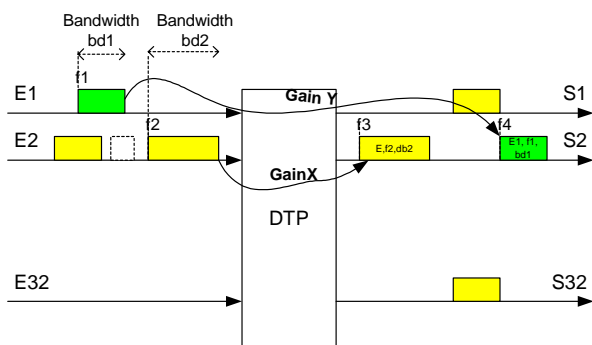 Bandwidth
bd1
Bandwidth
bd2
f1
E1
Gain Y
S1
E2
f2
f3
E,f2,db2
f4
E1, f1,
bd1
S2
GainX
DTP
E32
S32